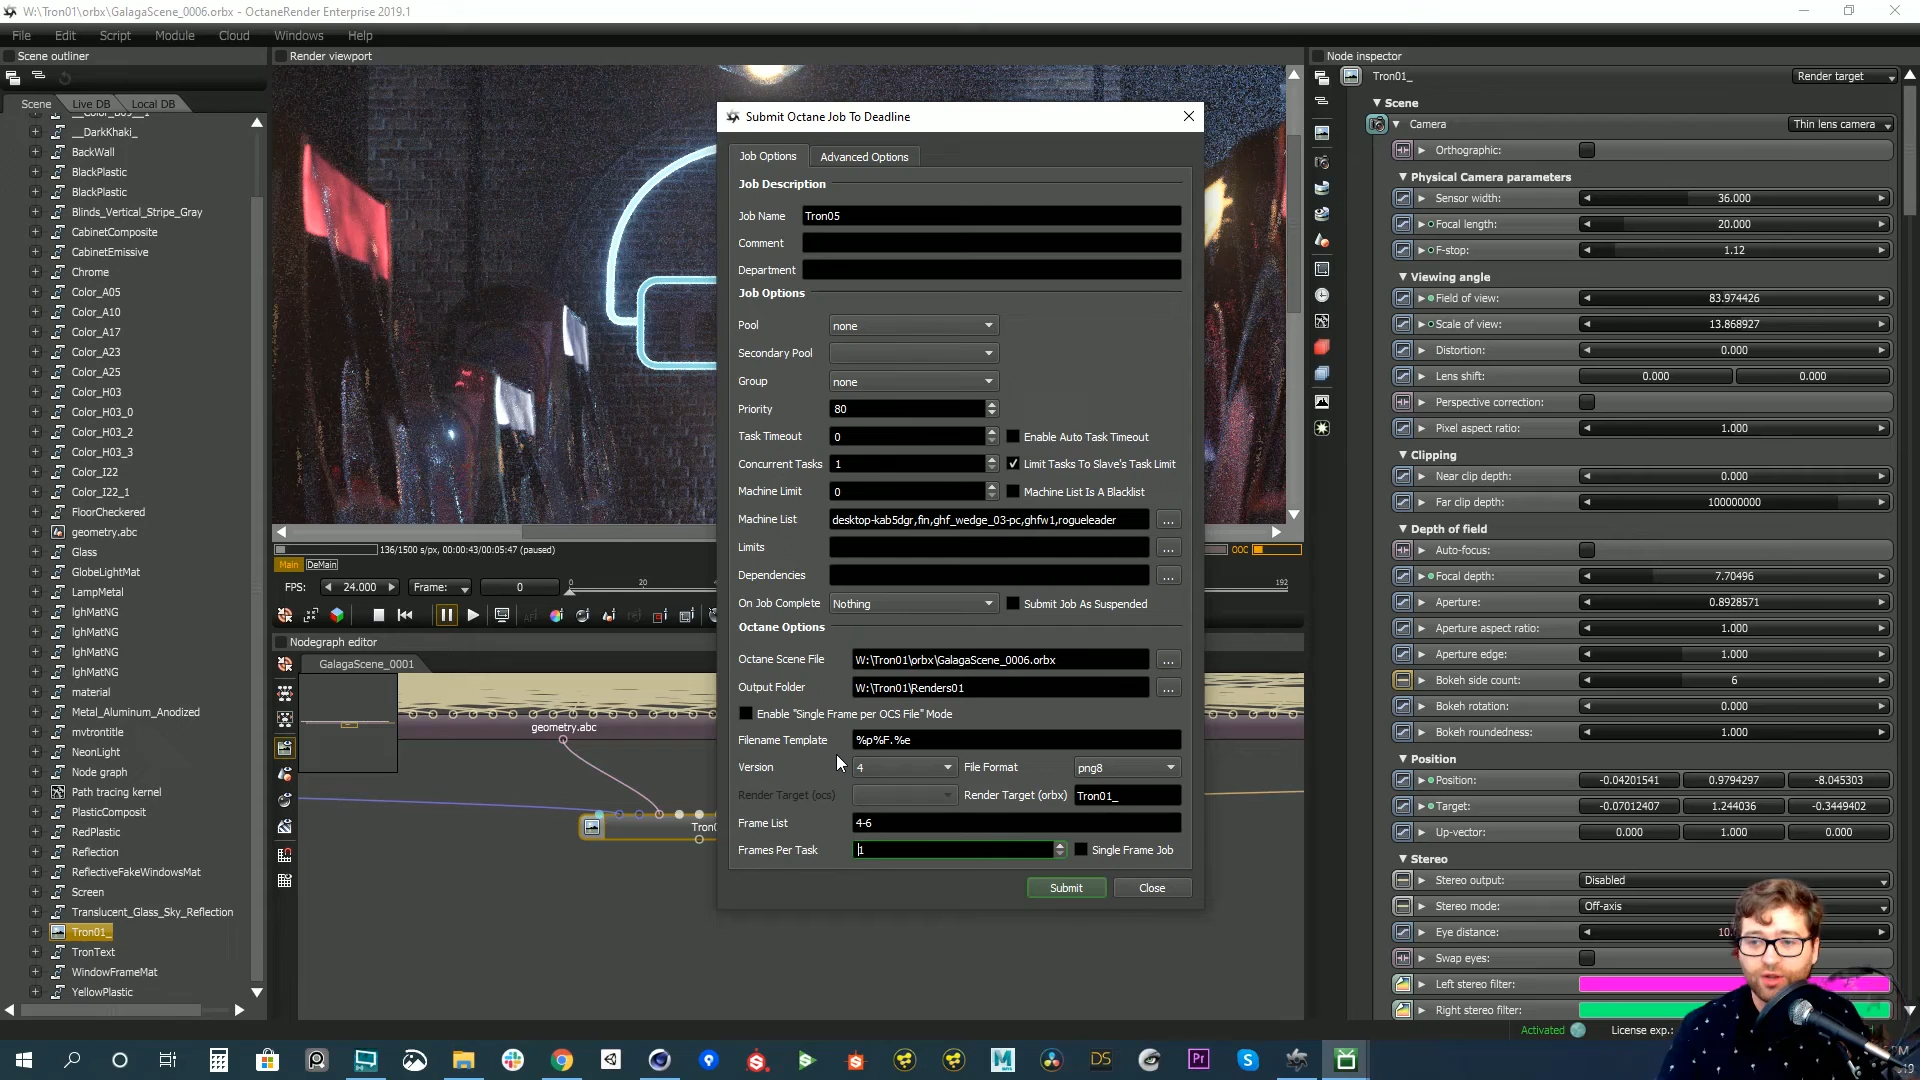 W:\Tron01\orbx\GalagaScene_0006.orbx - OctaneRender Enterprise 2019.1
File Edit Script Module Cloud Windows Help
Scene outliner
Render viewport
Node inspector
Scene Live DB Local DB
__DarkKhaki_
BackWall
BlackPlastic
BlackPlastic
Blinds_Vertical_Stripe_Gray
CabinetComposite
CabinetEmissive
Chrome
Color_A05
Color_A10
Color_A17
Color_A23
Color_A25
Color_H03
Color_H03_0
Color_H03_2
Color_H03_3
Color_I22
Color_I22_1
FloorCheckered
geometry.abc
Glass
GlobeLightMat
LampMetal
lghMatNG
lghMatNG
lghMatNG
lghMatNG
material
Metal_Aluminum_Anodized
mvtrontitle
NeonLight
Node graph
Path tracing kernel
PlasticComposite
RedPlastic
Reflection
ReflectiveFakeWindowsMat
Screen
Translucent_Glass_Sky_Reflection
Tron01_
TronText
WindowFrameMat
YellowPlastic
136/1500 s/px, 00:00:43/00:05:47 (paused)
Main DeMain
FPS: 24.000 Frame: 0 0 20 192
Nodegraph editor
GalagaScene_0001
geometry.abc
Submit Octane Job To Deadline
Job Options Advanced Options
Job Description
Job Name Tron05
Comment
Department
Job Options
Pool none
Secondary Pool
Group none
Priority 80
Task Timeout 0 Enable Auto Task Timeout
Concurrent Tasks 1 Limit Tasks To Slave's Task Limit
Machine Limit 0 Machine List Is A Blacklist
Machine List desktop-kab5dgr,fin,ghf_wedge_03-pc,ghfw1,rogueleader ...
Limits ...
Dependencies ...
On Job Complete Nothing Submit Job As Suspended
Octane Options
Octane Scene File W:\Tron01\orbx\GalagaScene_0006.orbx ...
Output Folder W:\Tron01\Renders01 ...
Enable "Single Frame per OCS File" Mode
Filename Template %p%F.%e
Version 4 File Format png8
Render Target (ocs) Render Target (orbx) Tron01_
Frame List 4-6
Frames Per Task 1 Single Frame Job
Submit Close
Tron01_ Render target
Scene
Camera Thin lens camera
Orthographic:
Physical Camera parameters
Sensor width: 36.000
Focal length: 20.000
F-stop: 1.12
Viewing angle
Field of view: 83.974426
Scale of view: 13.868927
Distortion: 0.000
Lens shift: 0.000 0.000
Perspective correction:
Pixel aspect ratio: 1.000
Clipping
Near clip depth: 0.000
Far clip depth: 100000000
Depth of field
Auto-focus:
Focal depth: 7.70496
Aperture: 0.8928571
Aperture aspect ratio: 1.000
Aperture edge: 1.000
Bokeh side count: 6
Bokeh rotation: 0.000
Bokeh roundedness: 1.000
Position
Position: -0.04201541 0.9794297 -8.045303
Target: -0.07012407 1.244036 -0.3449402
Up-vector: 0.000 1.000 0.000
Stereo
Stereo output: Disabled
Stereo mode: Off-axis
Eye distance:
Swap eyes:
Left stereo filter:
Right stereo filter:
Activated License exp.: